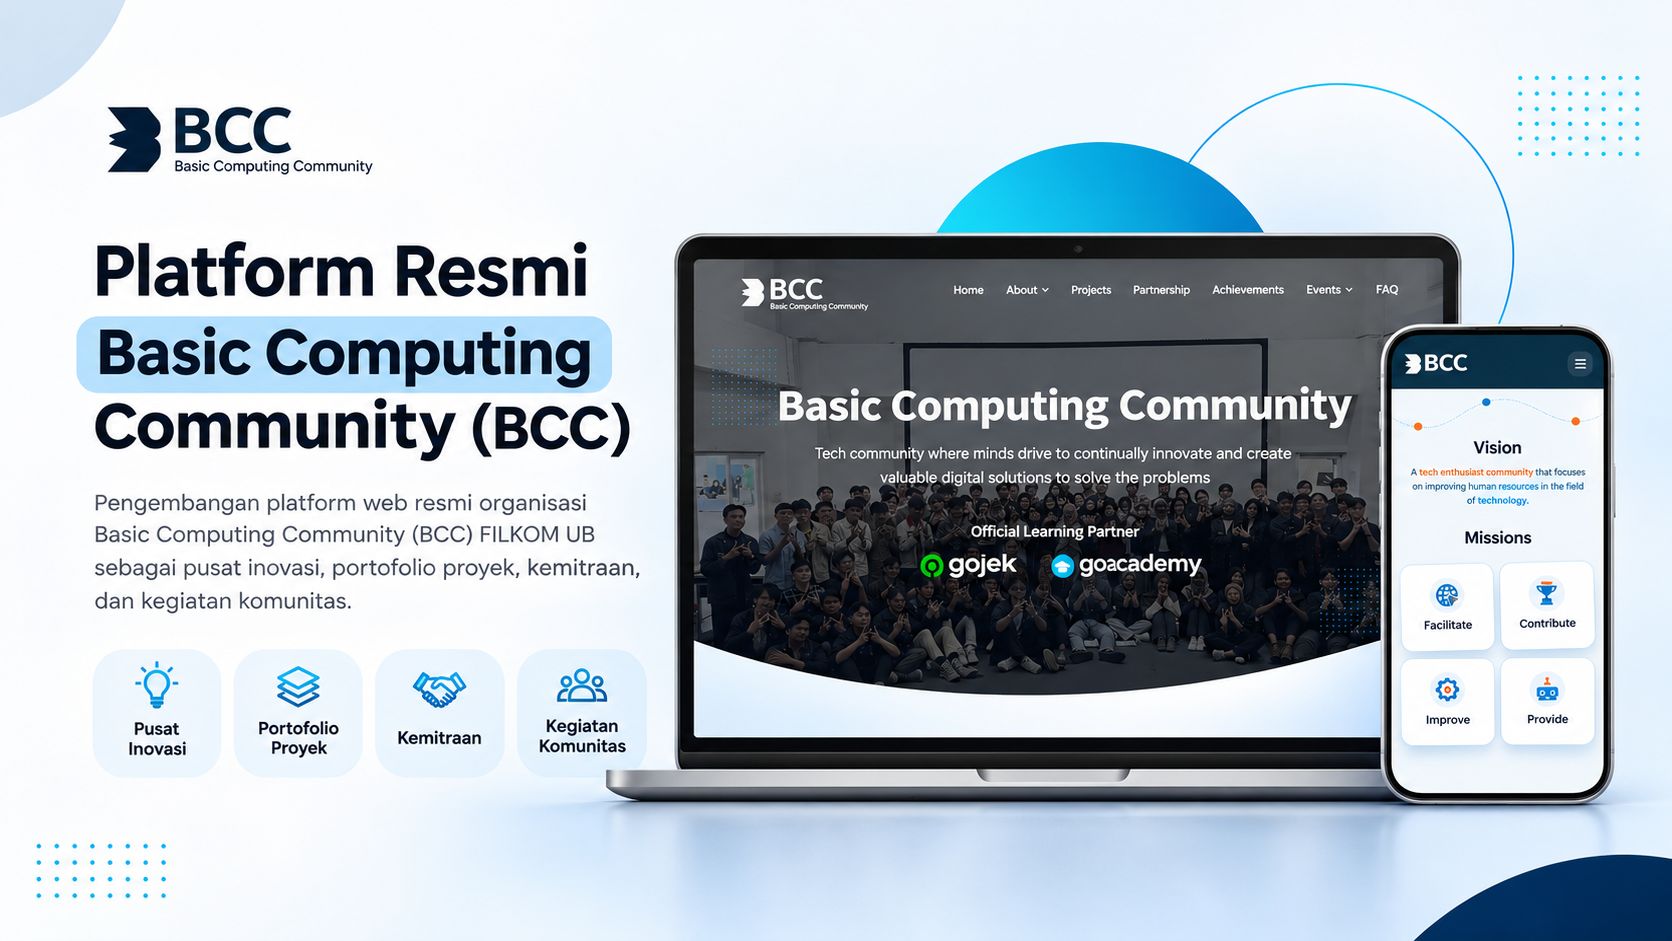 BCC
Basic Computing Community
Platform Resmi
Basic Computing
Community (BCC)
Pengembangan platform web resmi organisasi
Basic Computing Community (BCC) FILKOM UB
sebagai pusat inovasi, portofolio proyek, kemitraan,
dan kegiatan komunitas.
Pusat
Inovasi
Portofolio
Proyek
Kemitraan
Kegiatan
Komunitas
BCC
Basic Computing Community
Home About Projects Partnership Achievements Events FAQ
Basic Computing Community
Tech community where minds drive to continually innovate and create
valuable digital solutions to solve the problems
Official Learning Partner
gojek goacademy
BCC
Vision
A tech enthusiast community that focuses
on improving human resources in the field
of technology.
Missions
Facilitate
Contribute
Improve
Provide